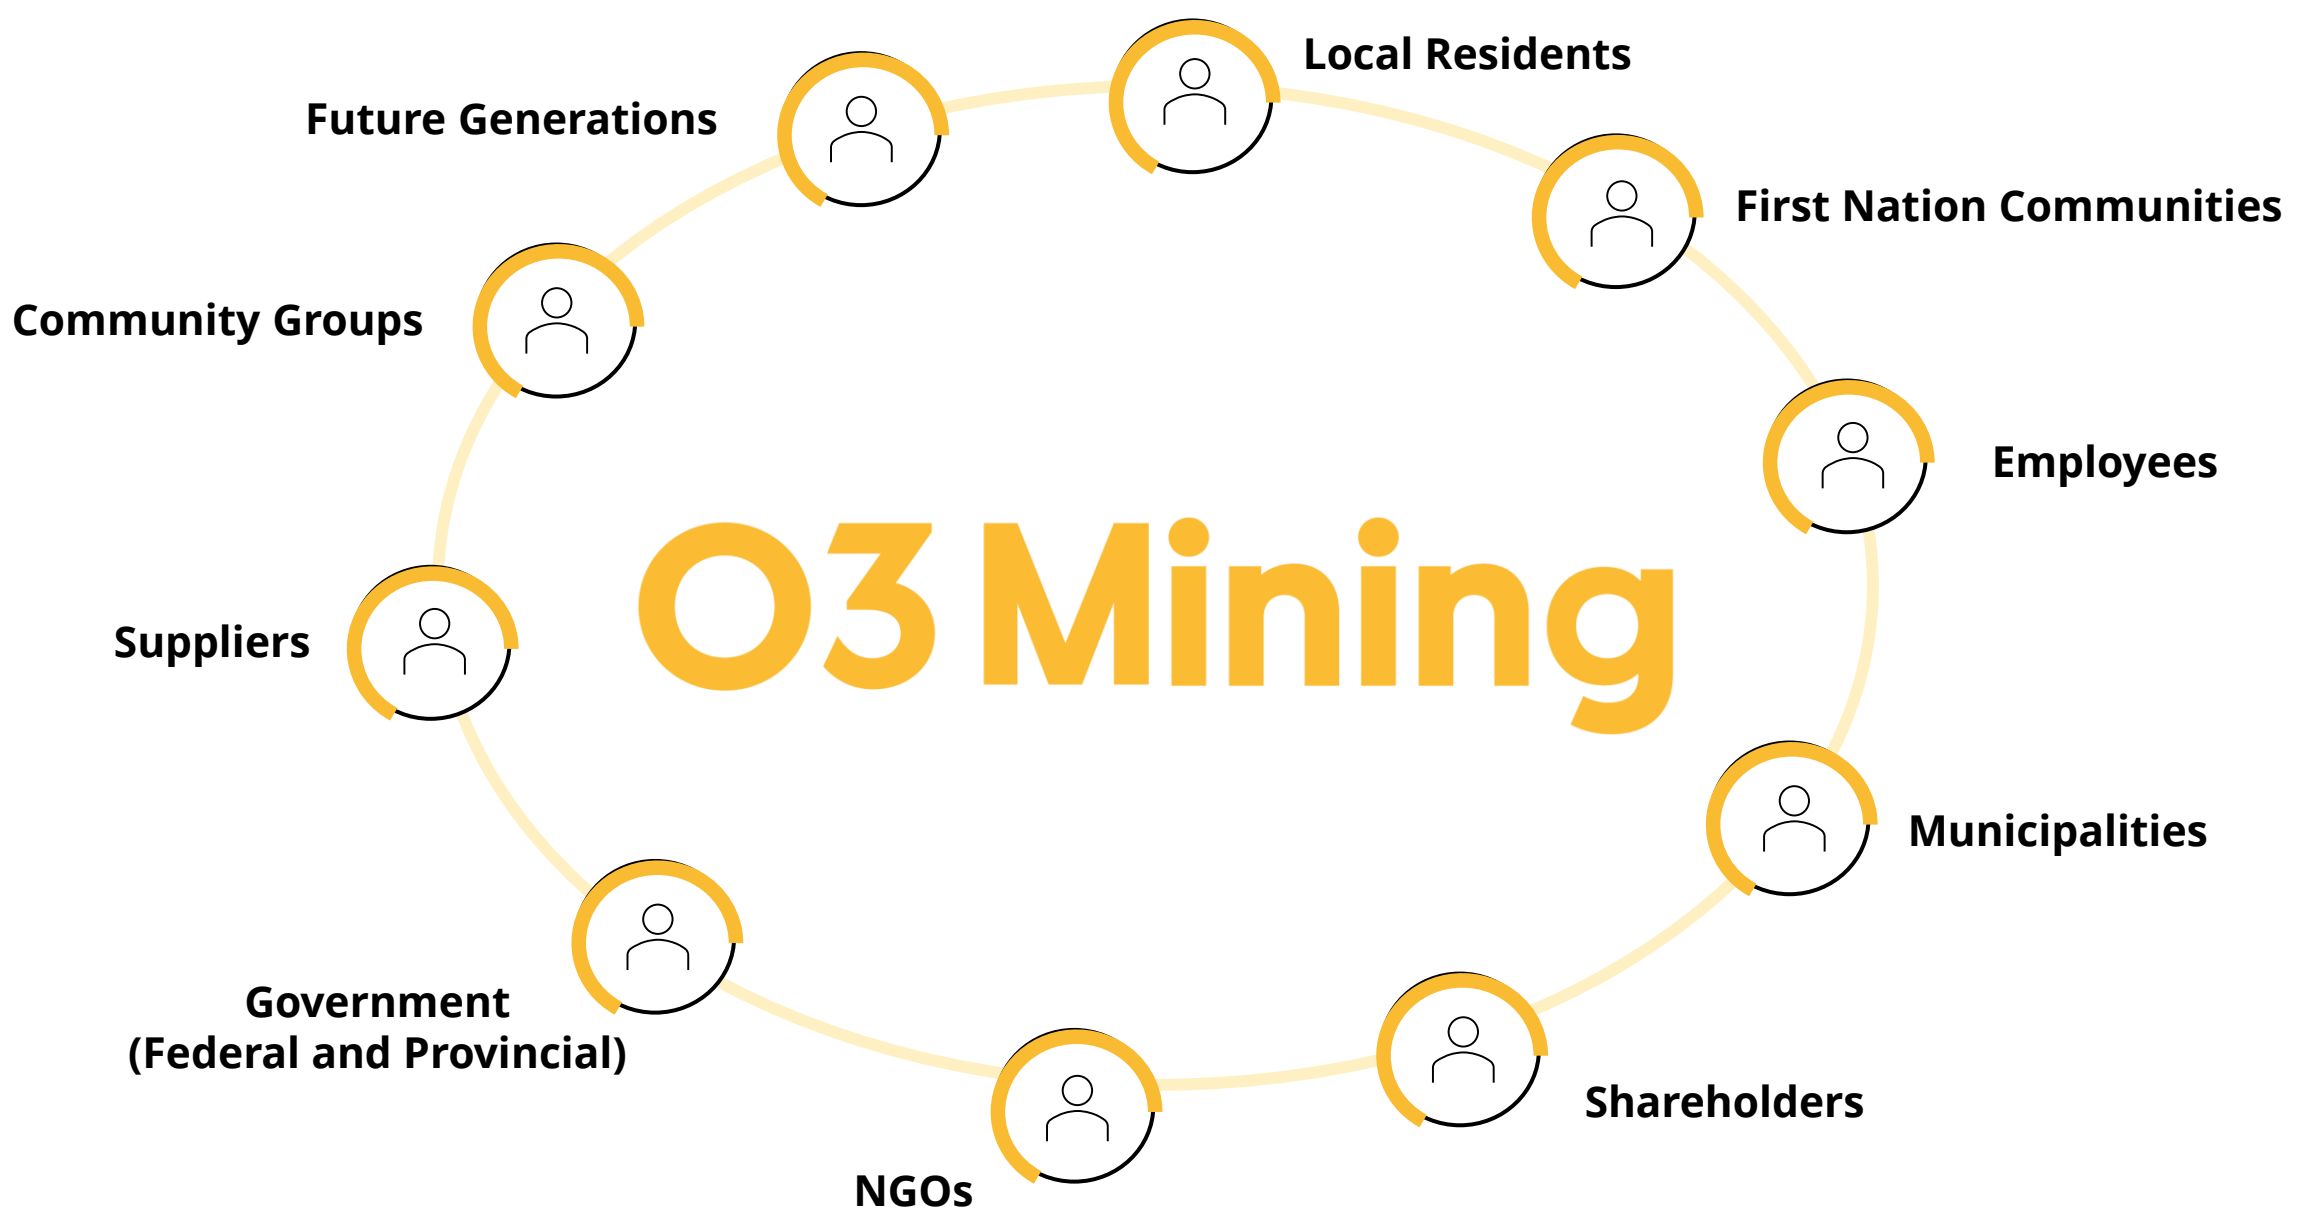 Local Residents
Future Generations
First Nation Communities
Community Groups
Employees
O3 Mining
Suppliers
Municipalities
Government
(Federal and Provincial)
Shareholders
NGOs